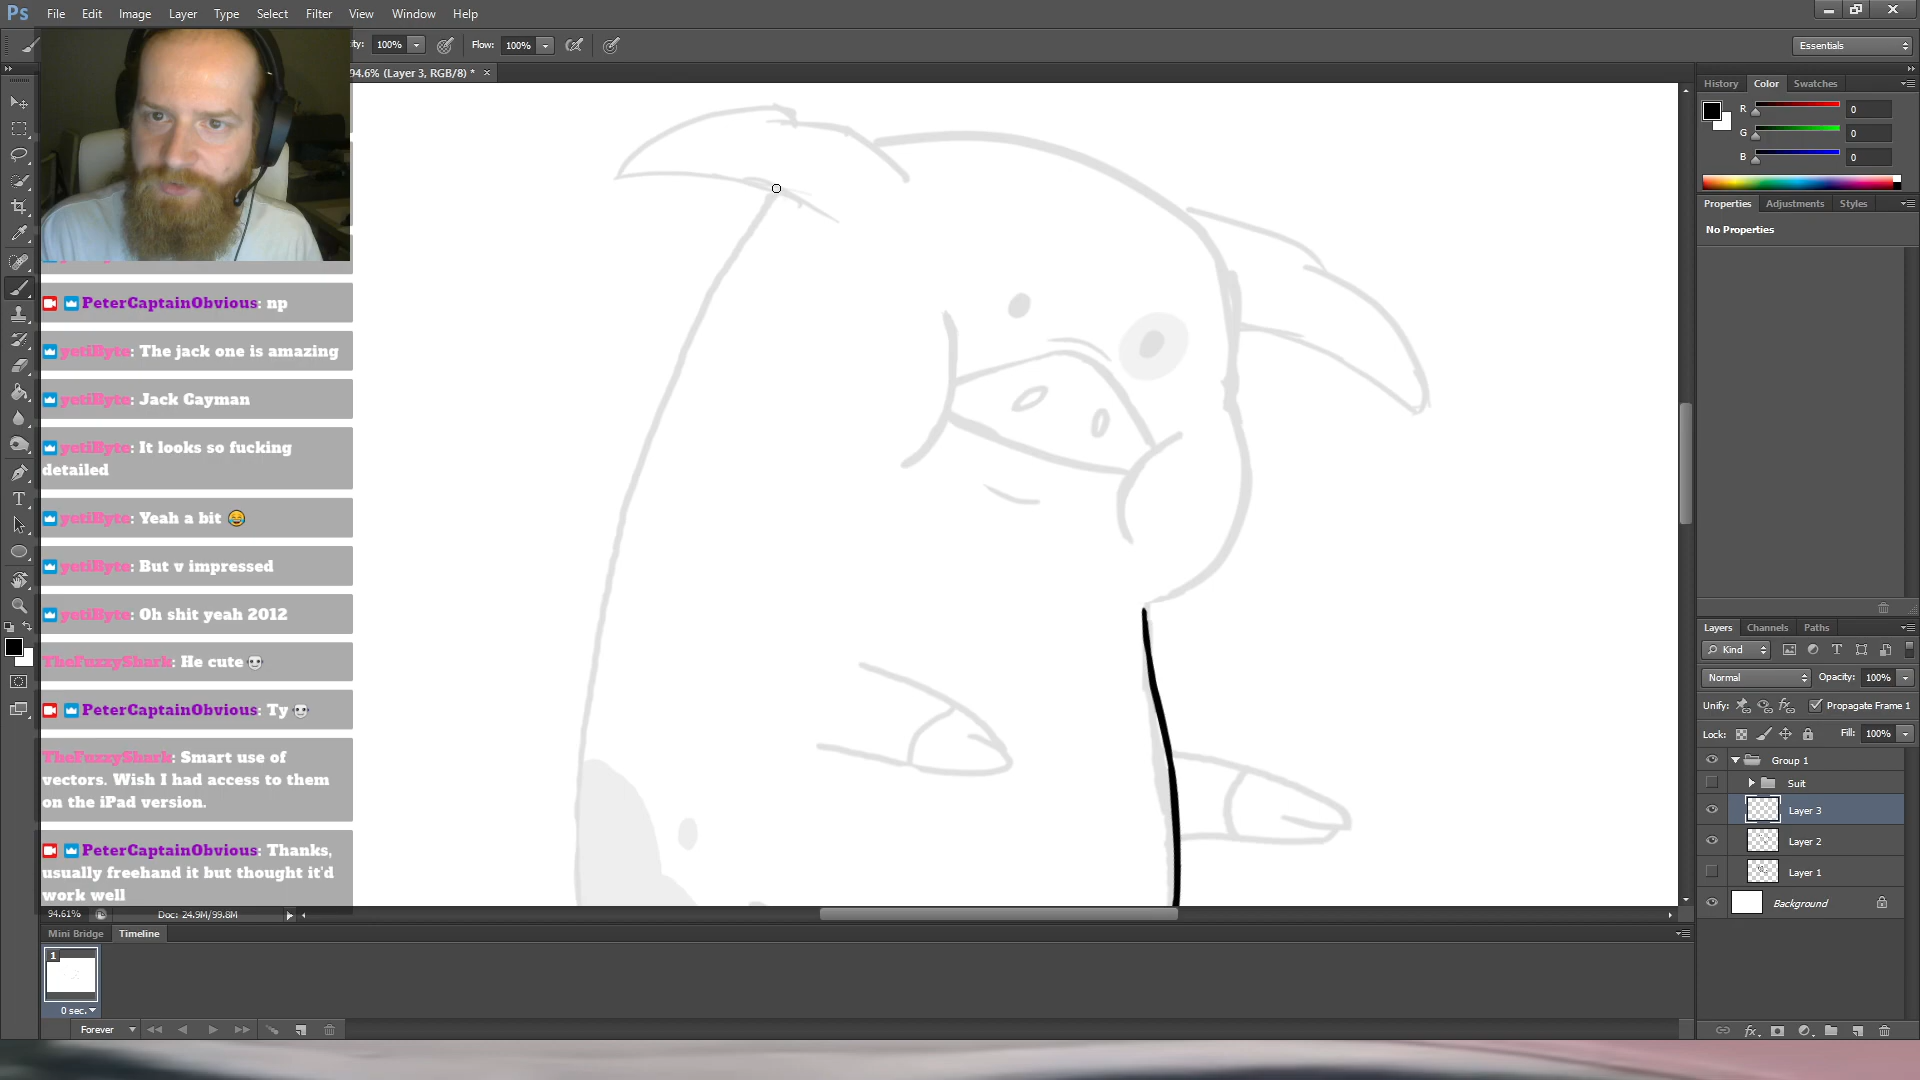 Ps File Edit Image Layer Type Select Filter View Window Help
100% Flow: 100% Essentials
94.6% (Layer 3, RGB/8) * ×
History Color Swatches
R 0
G 0
B 0
Properties Adjustments Styles
No Properties
PeterCaptainObvious: np
yetiByte: The jack one is amazing
yetiByte: Jack Cayman
yetiByte: It looks so fucking
detailed
yetiByte: Yeah a bit 😂
yetiByte: But v impressed
yetiByte: Oh shit yeah 2012
TheFuzzyShark: He cute
PeterCaptainObvious: Ty
TheFuzzyShark: Smart use of
vectors. Wish I had access to them
on the iPad version.
PeterCaptainObvious: Thanks,
usually freehand it but thought it'd
work well
Layers Channels Paths
Kind
Normal Opacity: 100%
Unify: Propagate Frame 1
Lock: Fill: 100%
Group 1
Suit
Layer 3
Layer 2
Layer 1
Background
94.61% Doc: 24.9M/99.8M
Mini Bridge Timeline
1
0 sec.
Forever